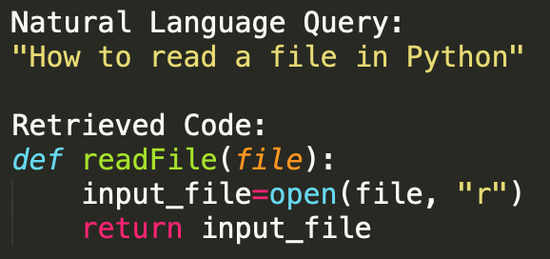 Natural Language Query:
"How to read a file in Python"
Retrieved Code:
def readFile(file):
    input_file=open(file, "r")
    return input_file